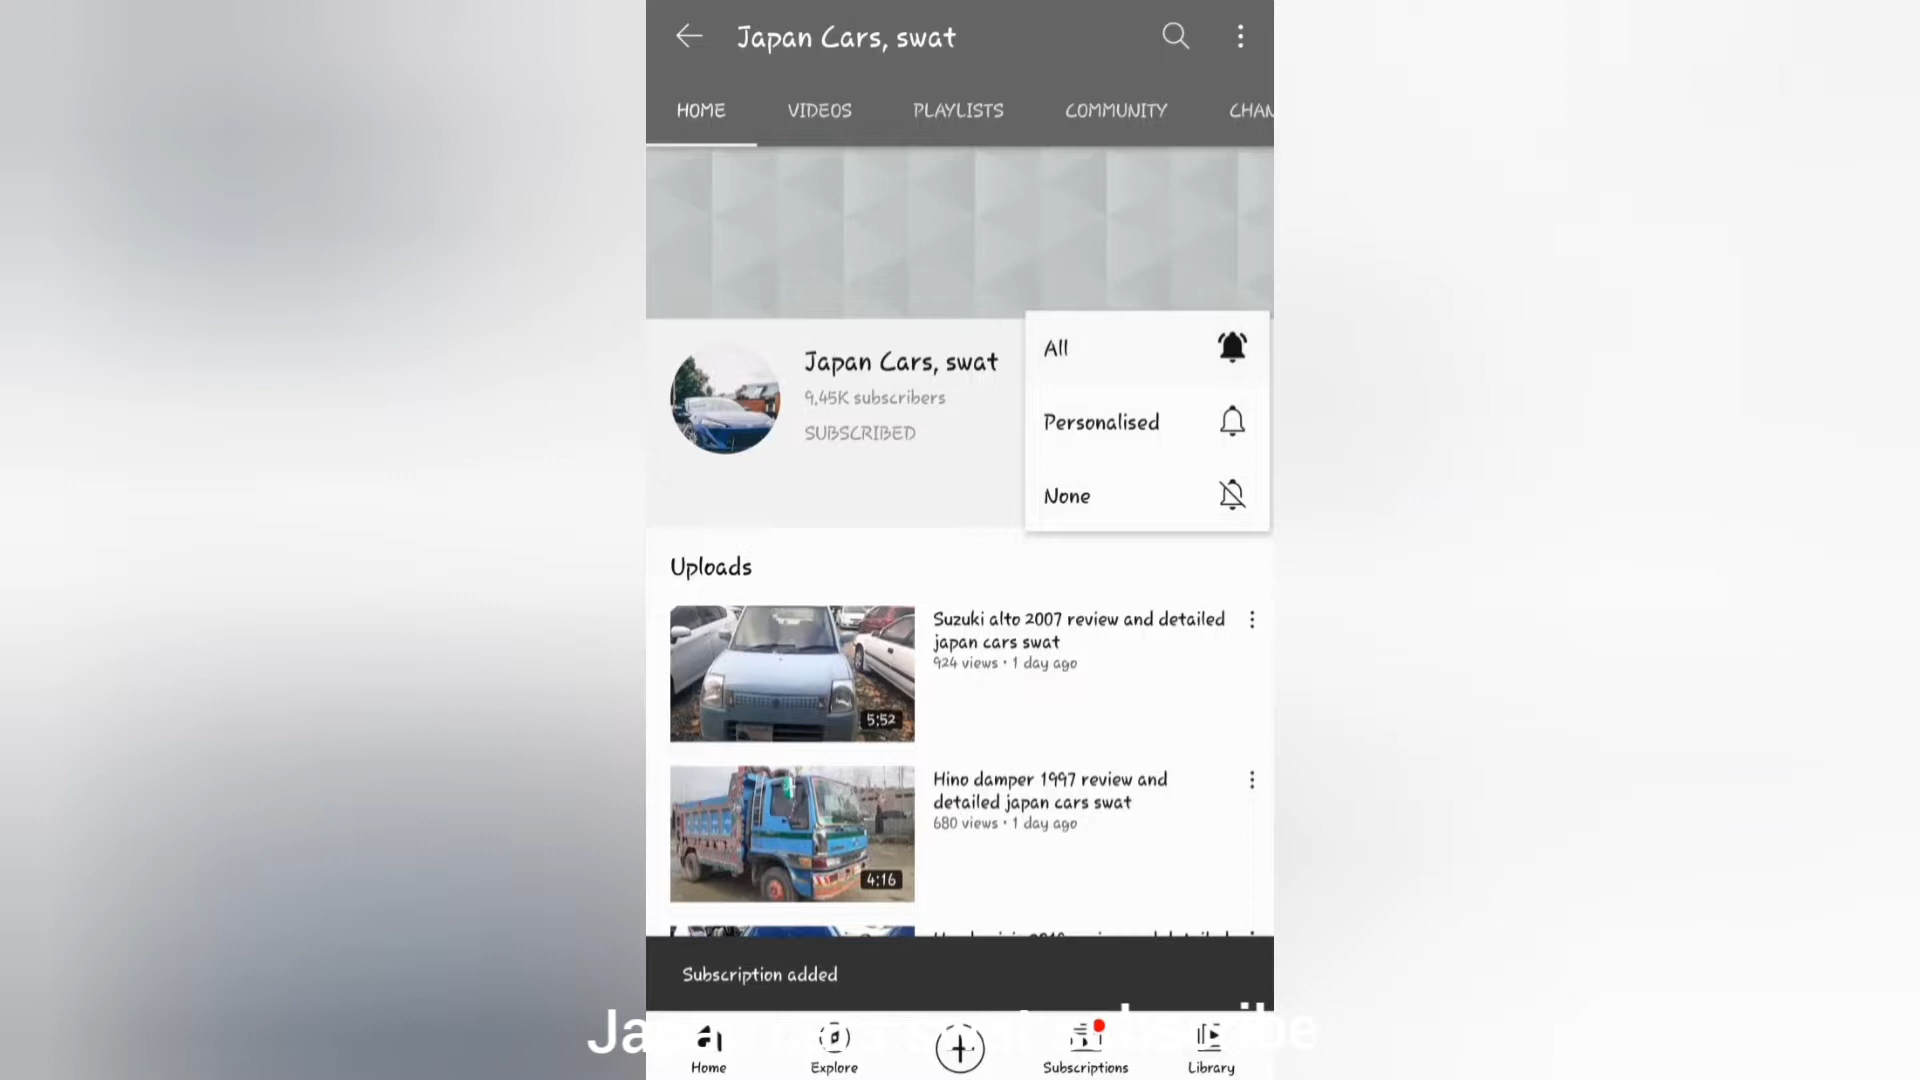 Japan Cars, swat
HOME VIDEOS PLAYLISTS COMMUNITY CHAN
Japan Cars, swat
9.45K subscribers
SUBSCRIBED
All
Personalised
None
Uploads
Suzuki alto 2007 review and detailed
japan cars swat
924 views • 1 day ago
5:52
Hino damper 1997 review and
detailed japan cars swat
680 views • 1 day ago
4:16
Subscription added
Home Explore Subscriptions Library